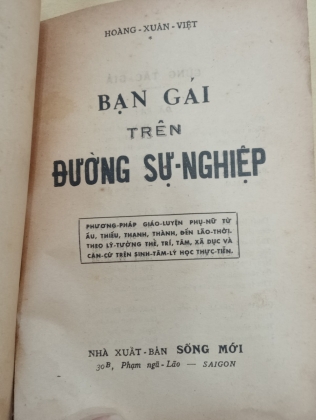 HOÀNG-XUÂN-VIỆT
BẠN GÁI
TRÊN
ĐƯỜNG SỰ-NGHIỆP
PHƯƠNG-PHÁP GIÁO-LUYỆN PHỤ-NỮ TỪ
ẤU, THIẾU, THANH, THÀNH, ĐẾN LÃO-THỜI.
THEO LÝ-TƯỞNG THỂ, TRÍ, TÂM, XÃ DỤC VÀ
CĂN-CỨ TRÊN SINH-TÂM-LÝ HỌC THỰC-TIỄN.
NHÀ XUẤT-BẢN SỐNG MỚI
30B, Phạm ngũ-Lão — SAIGON